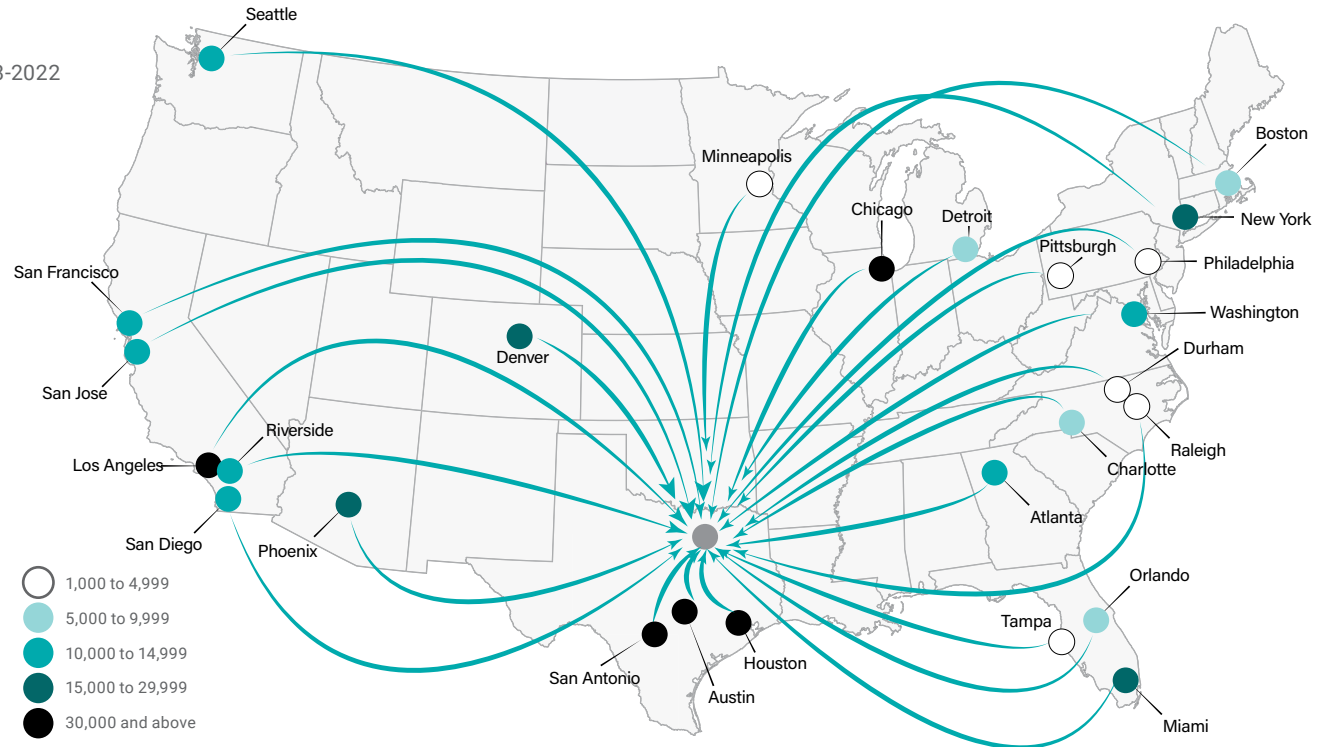 Seattle
3-2022
Boston
Minneapolis
Chicago
Detroit
New York
Pittsburgh
Philadelphia
San Francisco
Washington
Denver
Durham
San Jose
Riverside
Raleigh
Los Angeles
Charlotte
Atlanta
San Diego
Phoenix
Orlando
1,000 to 4,999
5,000 to 9,999
Tampa
10,000 to 14,999
Houston
San Antonio
15,000 to 29,999
Austin
30,000 and above
Miami